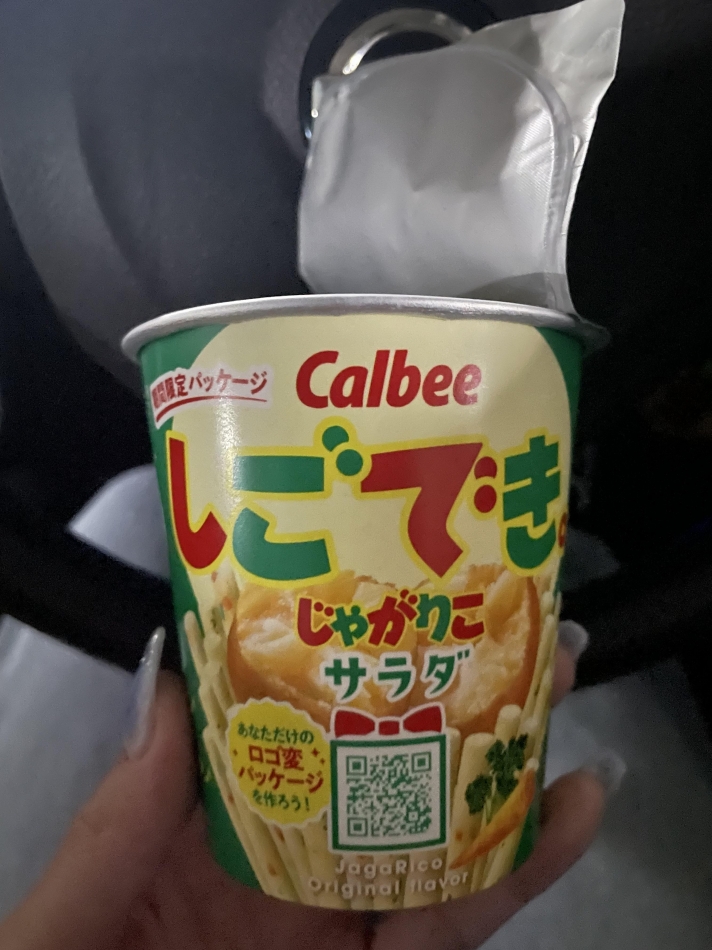 期間限定パッケージ
Calbee
しごでき
じゃがりこ
サラダ
あなただけの
ロゴ変
パッケージ
を作ろう!
JagaRico
Original flavor